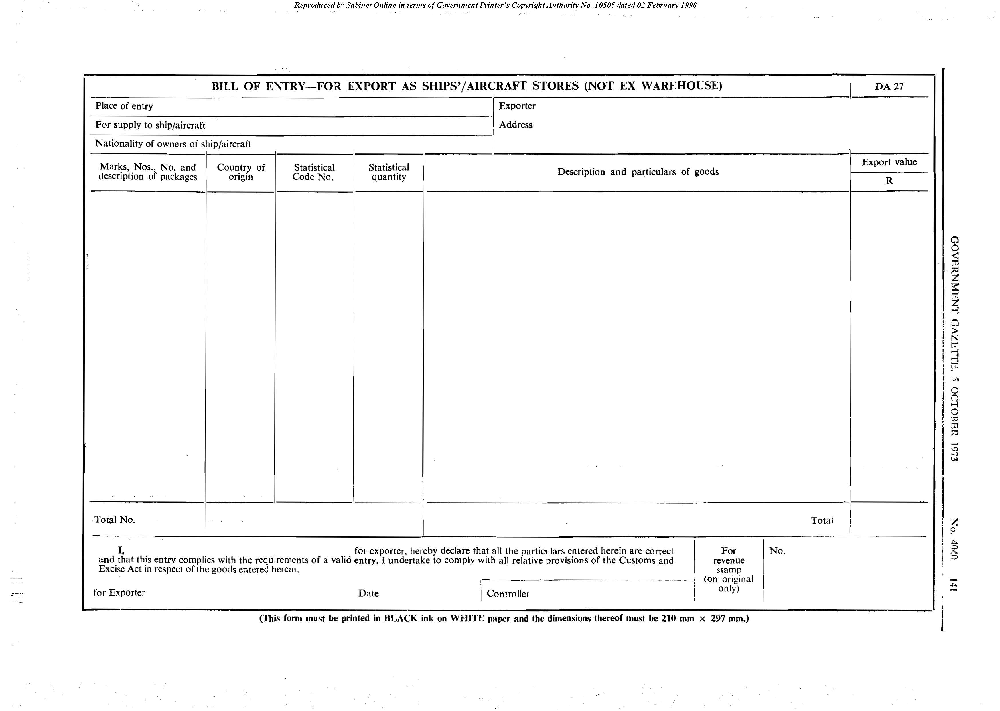 Reproduced by Sabinet Online in terms of Government Printer's Copyright Authority No. 10505 dated 02 February 1998
BILL OF ENTRY—FOR EXPORT AS SHIPS'/AIRCRAFT STORES (NOT EX WAREHOUSE)
DA 27
Place of entry
Exporter
For supply to ship/aircraft
Address
Nationality of owners of ship/aircraft
Marks, Nos., No. and
description of packages
Country of
origin
Statistical
Code No.
Statistical
quantity
Description and particulars of goods
Export value
R
Total No.
Total
I, for exporter, hereby declare that all the particulars entered herein are correct
and that this entry complies with the requirements of a valid entry. I undertake to comply with all relative provisions of the Customs and
Excise Act in respect of the goods entered herein.
for Exporter
Date
Controller
For
revenue
stamp
(on original
only)
No.
(This form must be printed in BLACK ink on WHITE paper and the dimensions thereof must be 210 mm × 297 mm.)
GOVERNMENT GAZETTE, 5 OCTOBER 1973 No. 4040 141